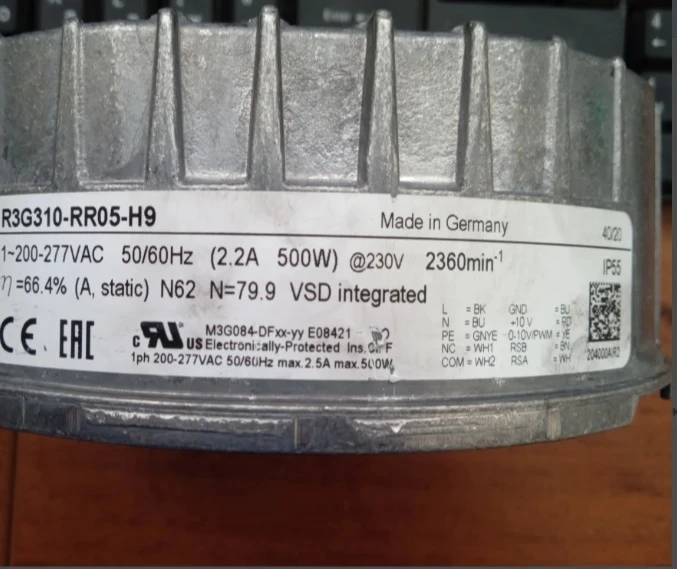 R3G310-RR05-H9 Made in Germany 40/20
1~200-277VAC 50/60Hz (2.2A 500W) @230V 2360min⁻¹ IP55
η =66.4% (A, static) N62 N=79.9 VSD integrated
L = BK GND = BU
N = BU +10V = RD
PE = GNYE 0-10V/PWM = YE
NC = WH1 RSB = BN
COM = WH2 RSA = WH
CE EAC c RU US
M3G084-DFxx-yy E08421
Electronically-Protected Ins. F
1ph 200-277VAC 50/60Hz max.2.5A max.500W